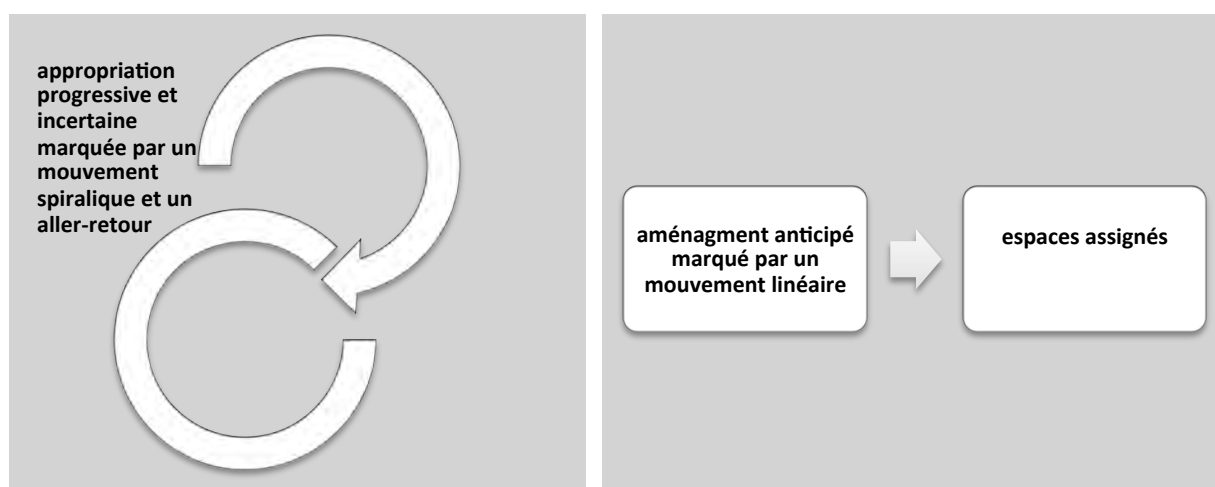 appropriation
progressive et
incertaine
marquée par un
mouvement
spiralique et un
aller-retour
aménagment anticipé
marqué par un
mouvement linéaire
espaces assignés